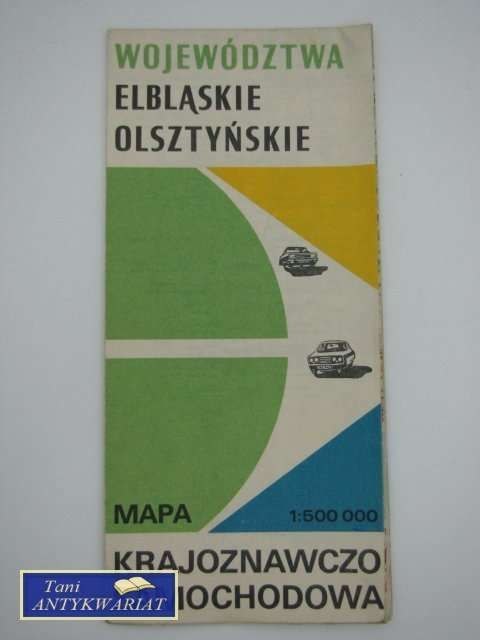 WOJEWÓDZTWA
ELBLĄSKIE
OLSZTYŃSKIE
MAPA 1:500 000
KRAJOZNAWCZO
Tani
ANTYKWARIAT